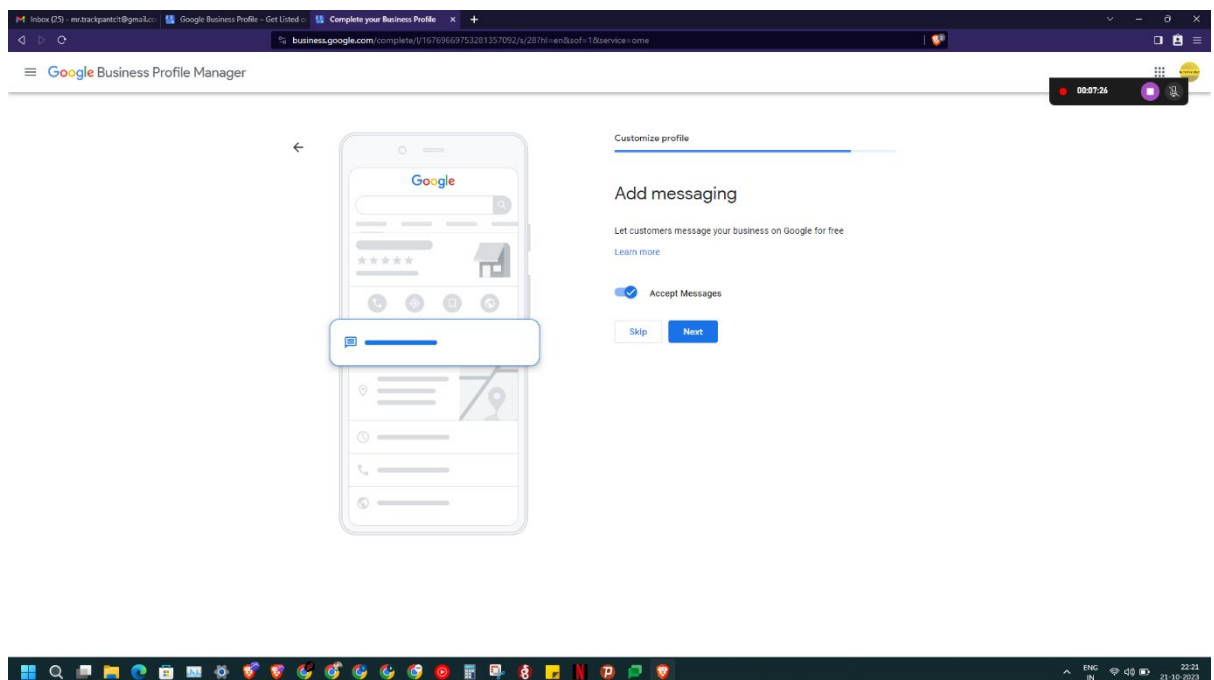 Inbox (25) - mr.trackpantclt@gmail.co
Google Business Profile – Get Listed o
Complete your Business Profile
business.google.com/complete/l/16769669753281357092/s/28?hl=en&sof=1&service=ome
Google Business Profile Manager
00:07:26
Customize profile
Google
Add messaging
Let customers message your business on Google for free
Learn more
Accept Messages
Skip
Next
ENG
IN
22:21
21-10-2023